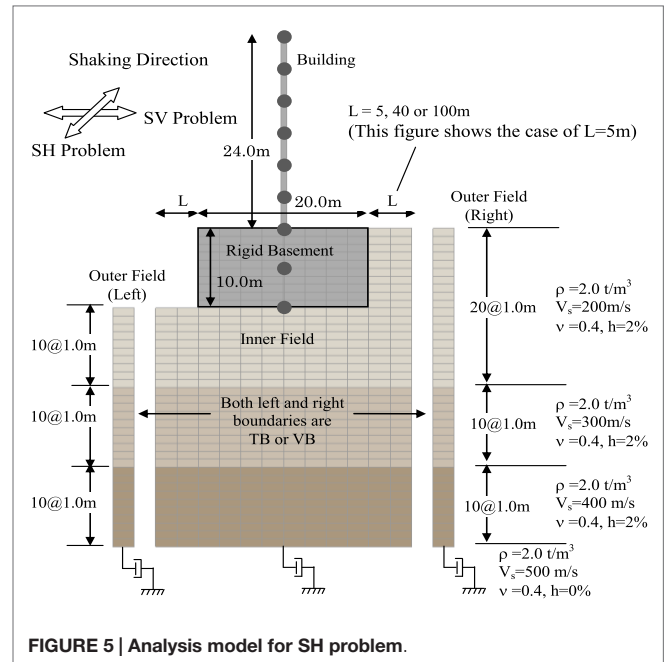 Shaking Direction
SV Problem
SH Problem
Building
24.0m
L = 5, 40 or 100m
(This figure shows the case of L=5m)
L
20.0m
L
Outer Field
(Right)
Rigid Basement
10.0m
Outer Field
(Left)
Inner Field
20@1.0m
ρ =2.0 t/m³
Vₛ=200m/s
ν =0.4, h=2%
10@1.0m
Both left and right
boundaries are
TB or VB
10@1.0m
10@1.0m
ρ =2.0 t/m³
Vₛ=300m/s
ν =0.4, h=2%
10@1.0m
10@1.0m
ρ =2.0 t/m³
Vₛ=400 m/s
ν =0.4, h=2%
ρ =2.0 t/m³
Vₛ=500 m/s
ν =0.4, h=0%
FIGURE 5 | Analysis model for SH problem.